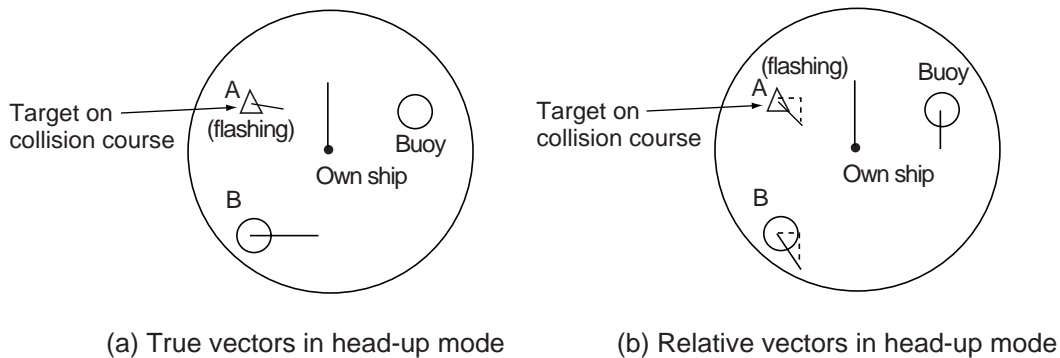 A
(flashing)
Target on
collision course
Buoy
Own ship
B
(a) True vectors in head-up mode
(flashing)
A
Target on
collision course
Buoy
Own ship
B
(b) Relative vectors in head-up mode